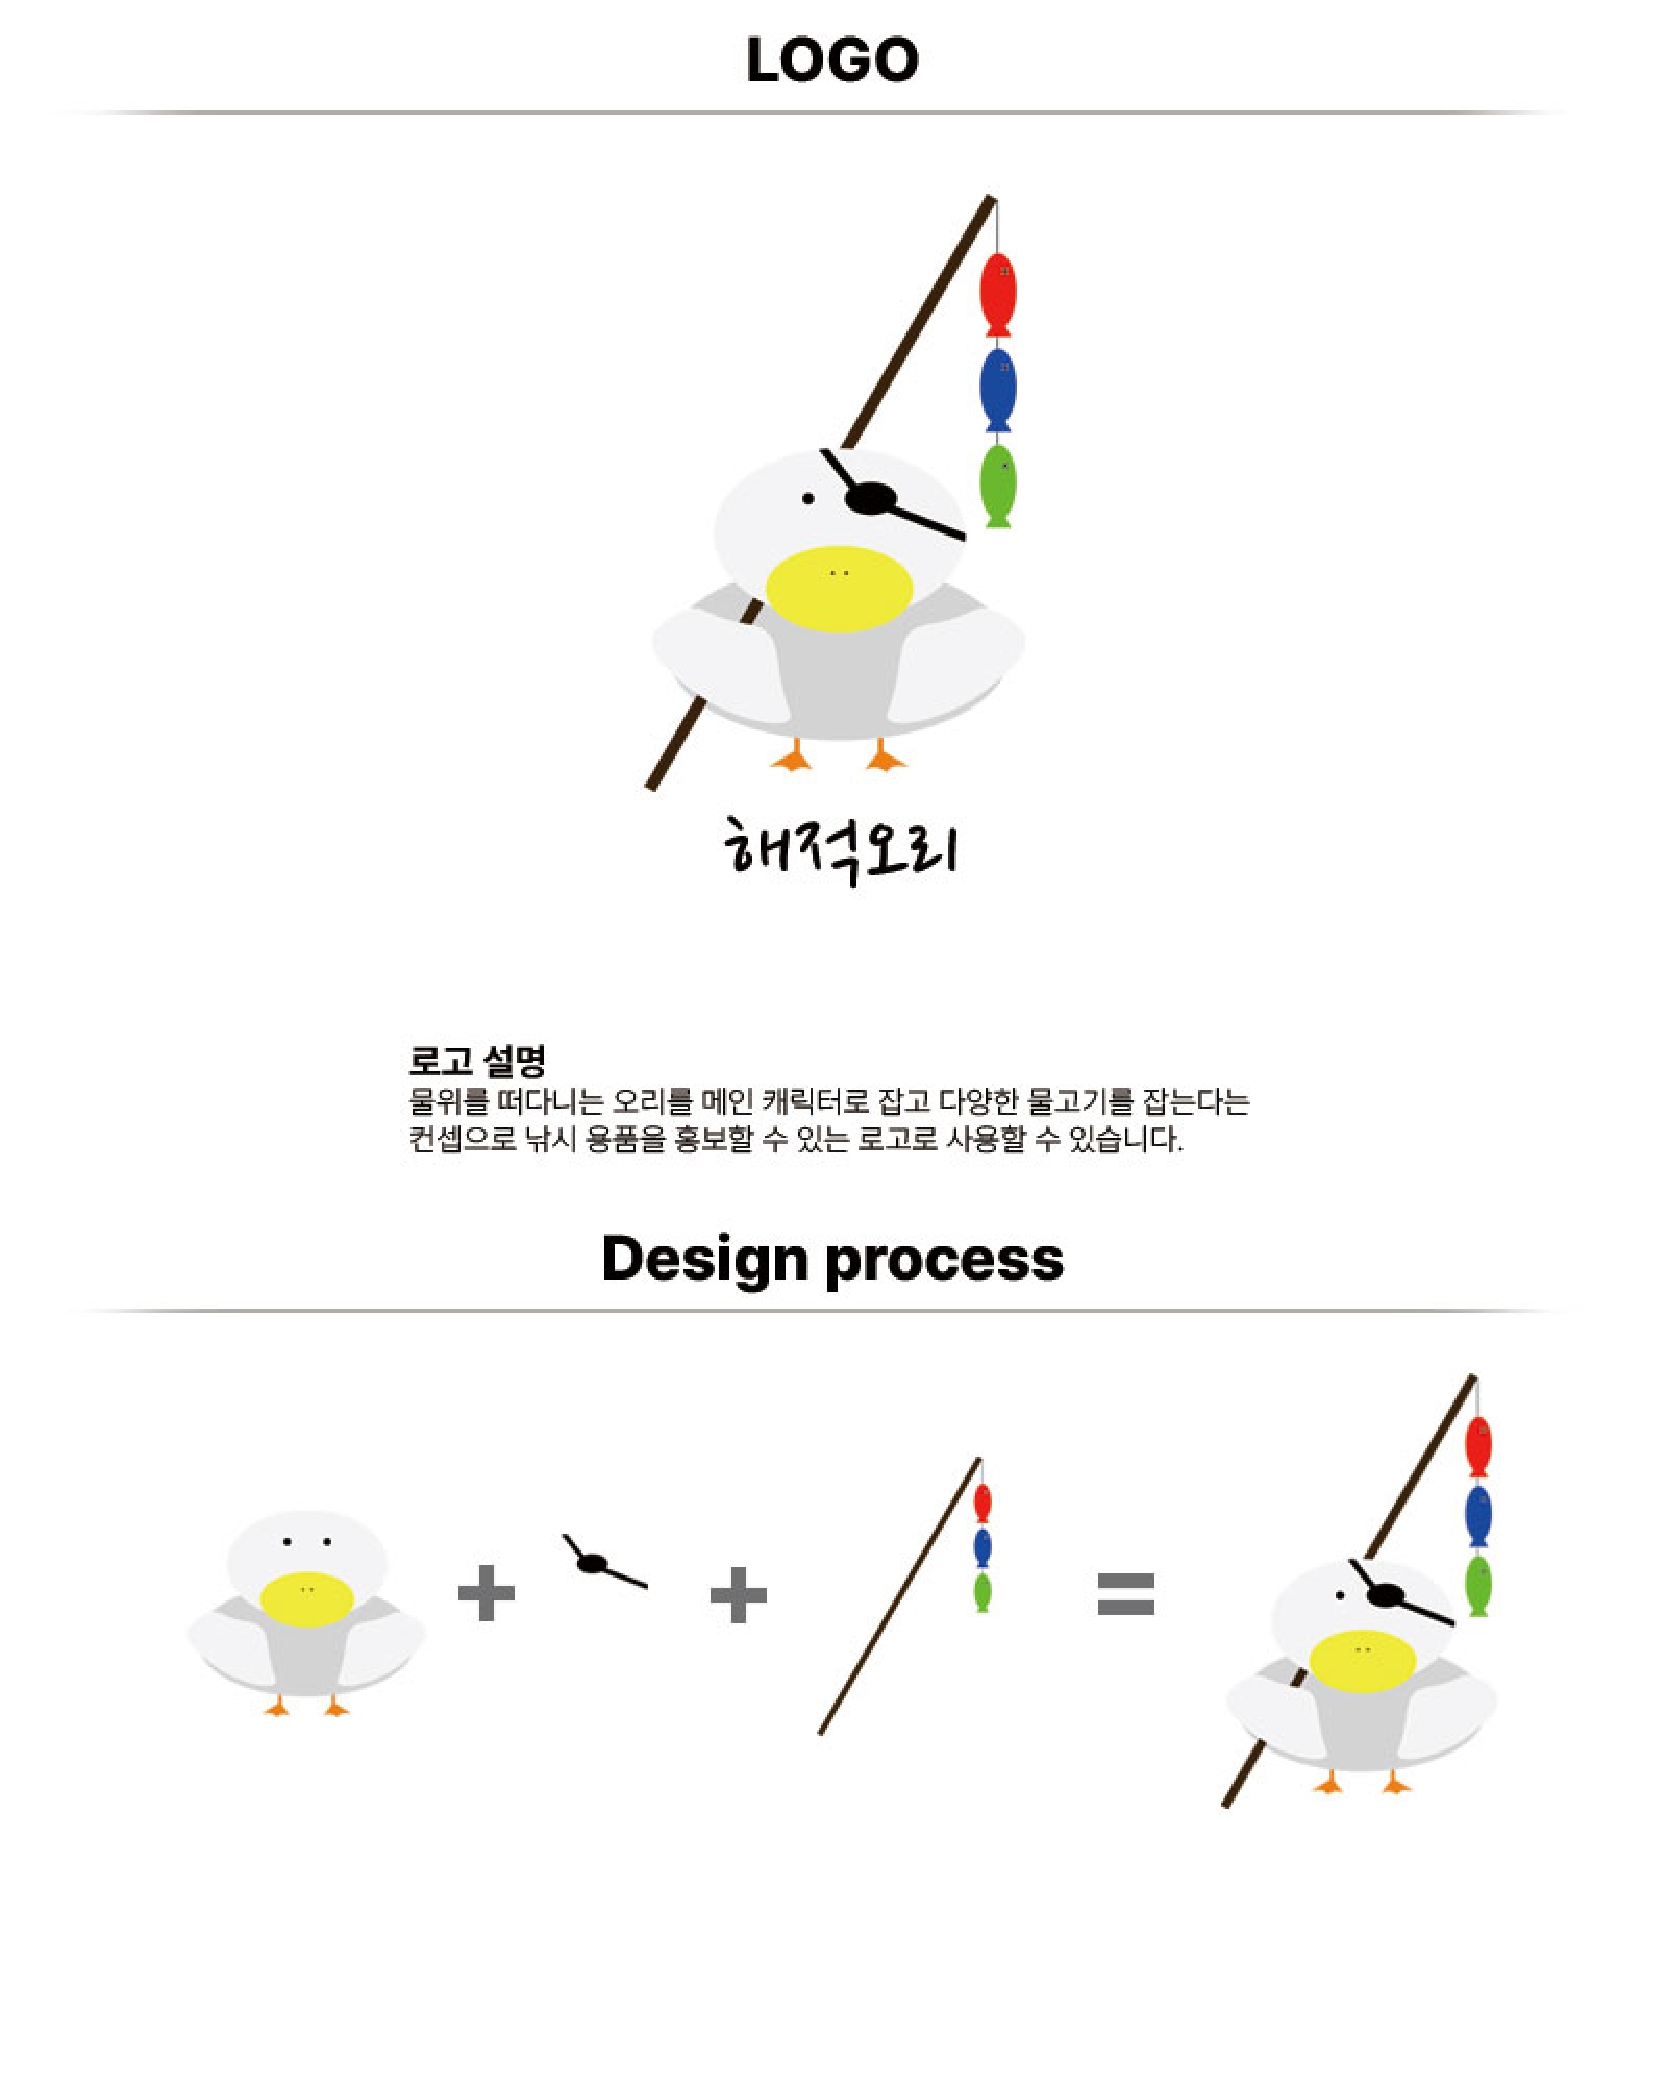 LOGO
해적오리
로고 설명
물위를 떠다니는 오리를 메인 캐릭터로 잡고 다양한 물고기를 잡는다는
컨셉으로 낚시 용품을 홍보할 수 있는 로고로 사용할 수 있습니다.
Design process